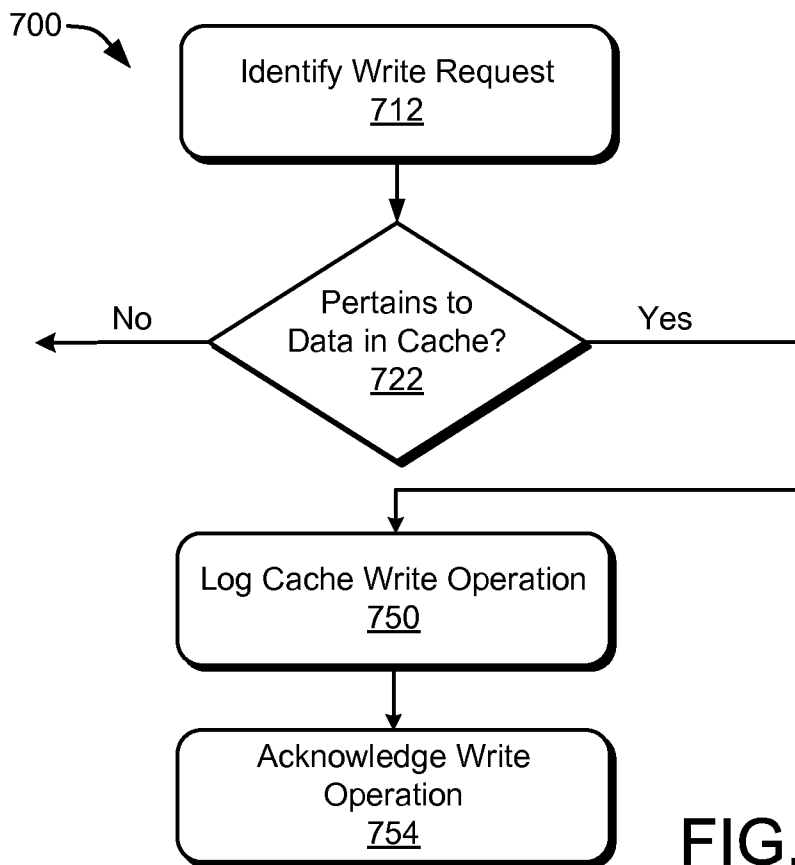 700
Identify Write Request
712
Pertains to
Data in Cache?
722
No
Yes
Log Cache Write Operation
750
Acknowledge Write
Operation
754
FIG.